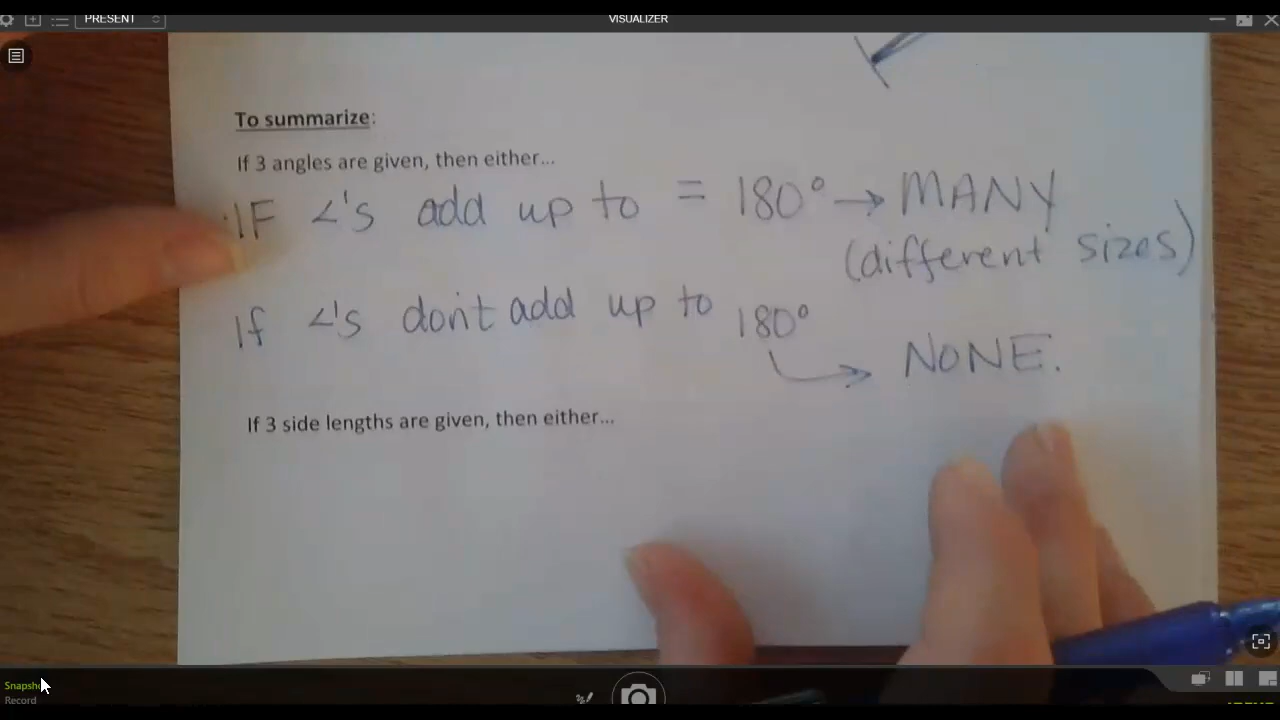 PRESENT
VISUALIZER
To summarize:
If 3 angles are given, then either...
IF ∠'s add up to = 180° → MANY
(different sizes)
If ∠'s don't add up to 180°
→ NONE.
If 3 side lengths are given, then either...
Record